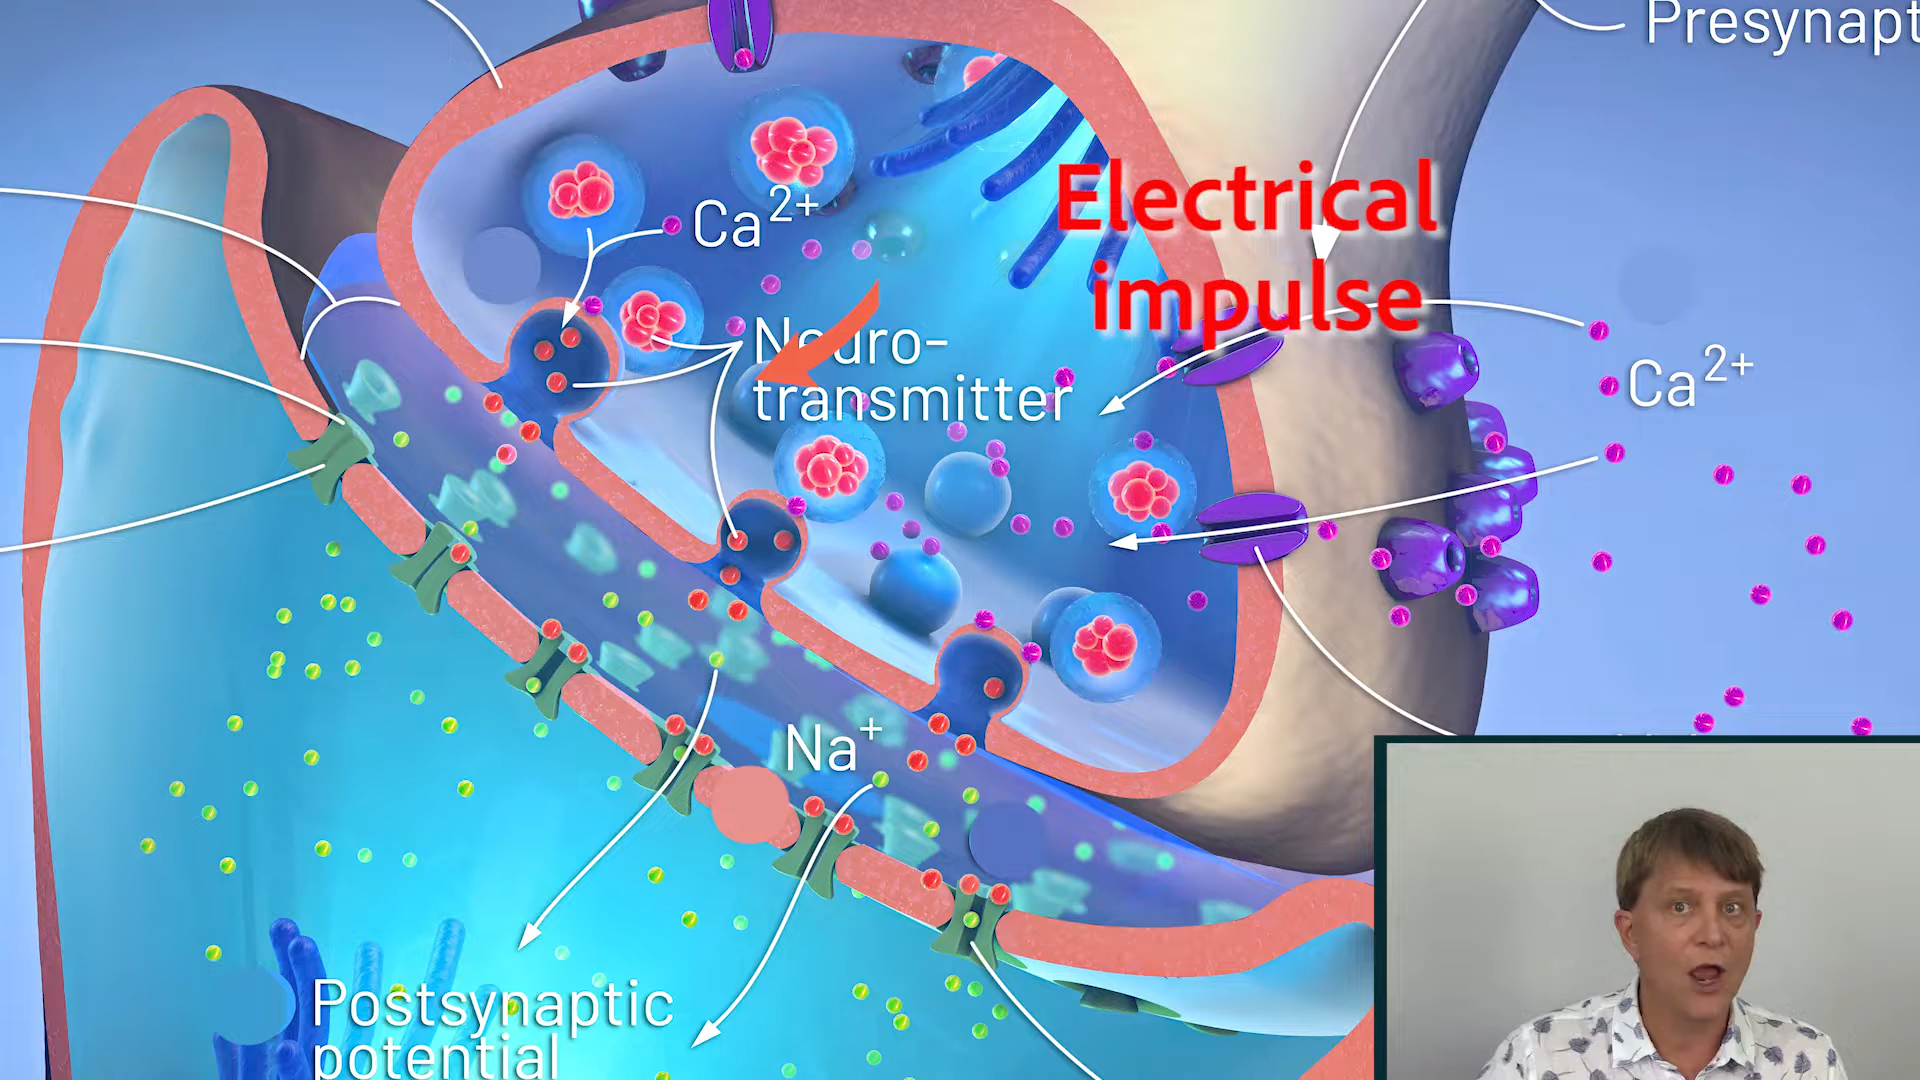 Presynapt
Ca2+
Electrical
impulse
Neuro-
transmitter
Ca2+
Na+
Postsynaptic
potential